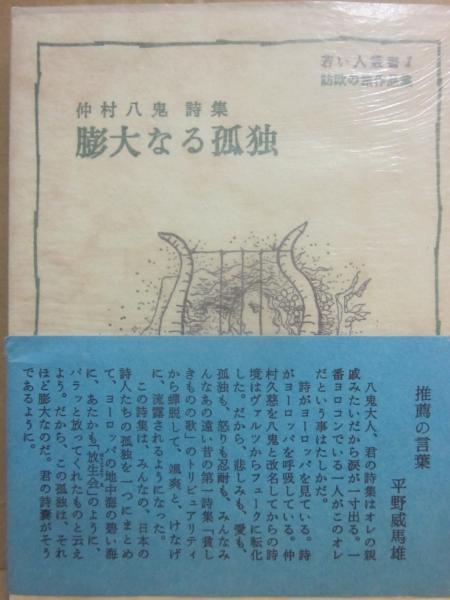 若い人叢書1
訪欧の旅作品集
仲村八鬼 詩集
膨大なる孤独
推薦の言葉
平野威馬雄
八鬼大人、君の詩集はオレの親
戚みたいだから涙が一寸出る。一
番ヨロコンでいる一人がこのオレ
だという事はたしかだ。
詩がヨーロッパを見ている。詩
がヨーロッパを呼吸している。仲
村久慈を八鬼と改名してからの詩
境はヴァルツからフューグに転化
した。だから、悲しみも、愛も、
孤独も、怒りも忍耐も、みんなみ
んなあの遠い昔の第一詩集「貧し
きものの歌」のトリビュアリティ
から蟬脱して、颯爽と、けなげ
に、流露されるようになった。
この詩集は、みんなの、日本の
詩人たちの孤独を一つにまとめ
て、ヨーロッパの地中海の碧い海
に、あたかも「放生会」のように、
パラッと放ってくれたものと云え
よう。だから、この孤独は、それ
ほど膨大なのだ。君の詩嚢がそう
であるように。